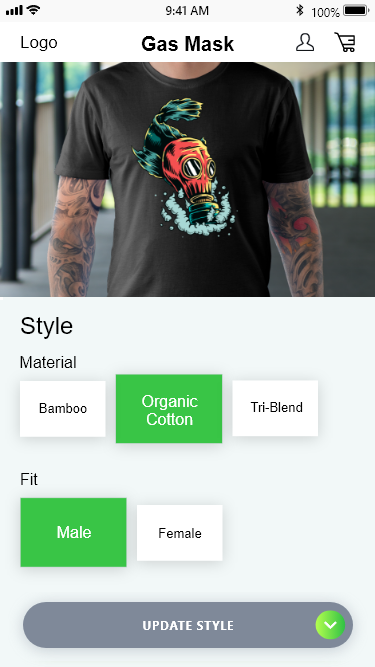 9:41 AM
100%
Logo
Gas Mask
Style
Material
Bamboo
Organic
Cotton
Tri-Blend
Fit
Male
Female
UPDATE STYLE